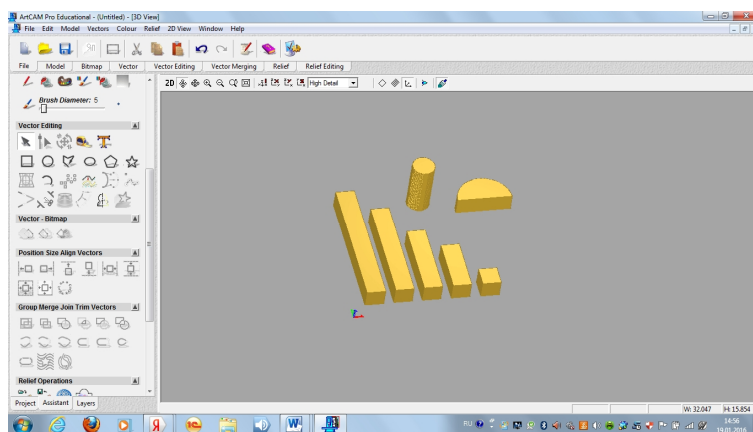 ArtCAM Pro Educational - (Untitled) - [3D View]
File Edit Model Vectors Colour Relief 2D View Window Help
File Model Bitmap Vector Vector Editing Vector Merging Relief Relief Editing
2D High Detail
Brush Diameter: 5
Vector Editing
Vector - Bitmap
Position Size Align Vectors
Group Merge Join Trim Vectors
Relief Operations
Project Assistant Layers
W: 32.047 H: 15.854
RU 14:56
19.01.2016